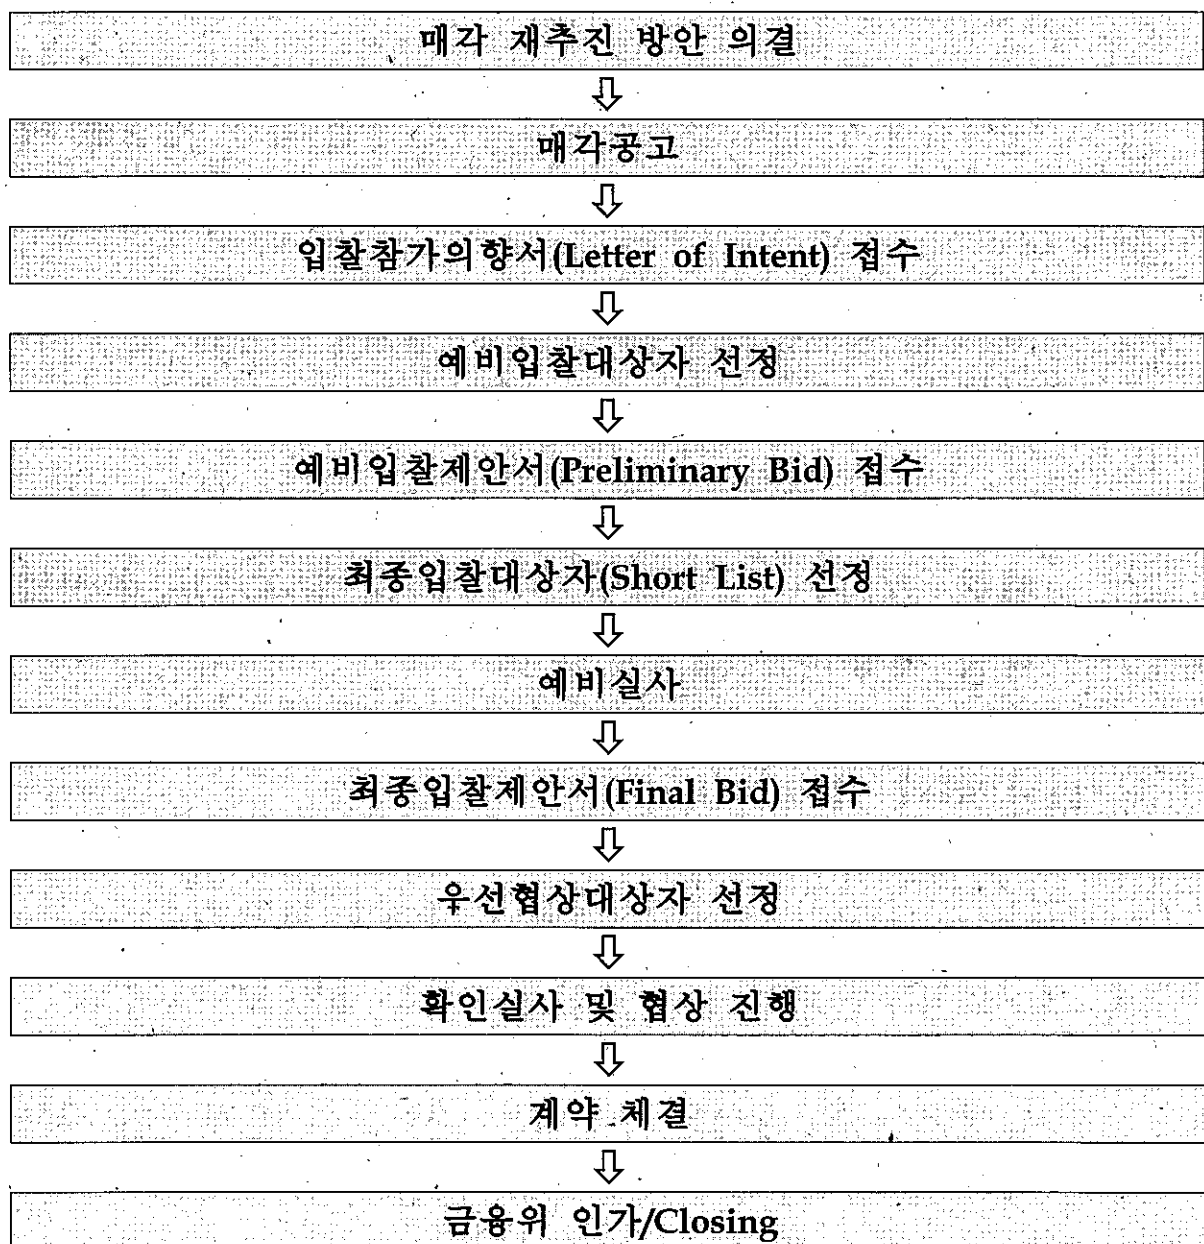 매각 재추진 방안 의결
매각공고
입찰참가의향서(Letter of Intent) 접수
예비입찰대상자 선정
예비입찰제안서(Preliminary Bid) 접수
최종입찰대상자(Short List) 선정
예비실사
최종입찰제안서(Final Bid) 접수
우선협상대상자 선정
확인실사 및 협상 진행
계약 체결
금융위 인가/Closing